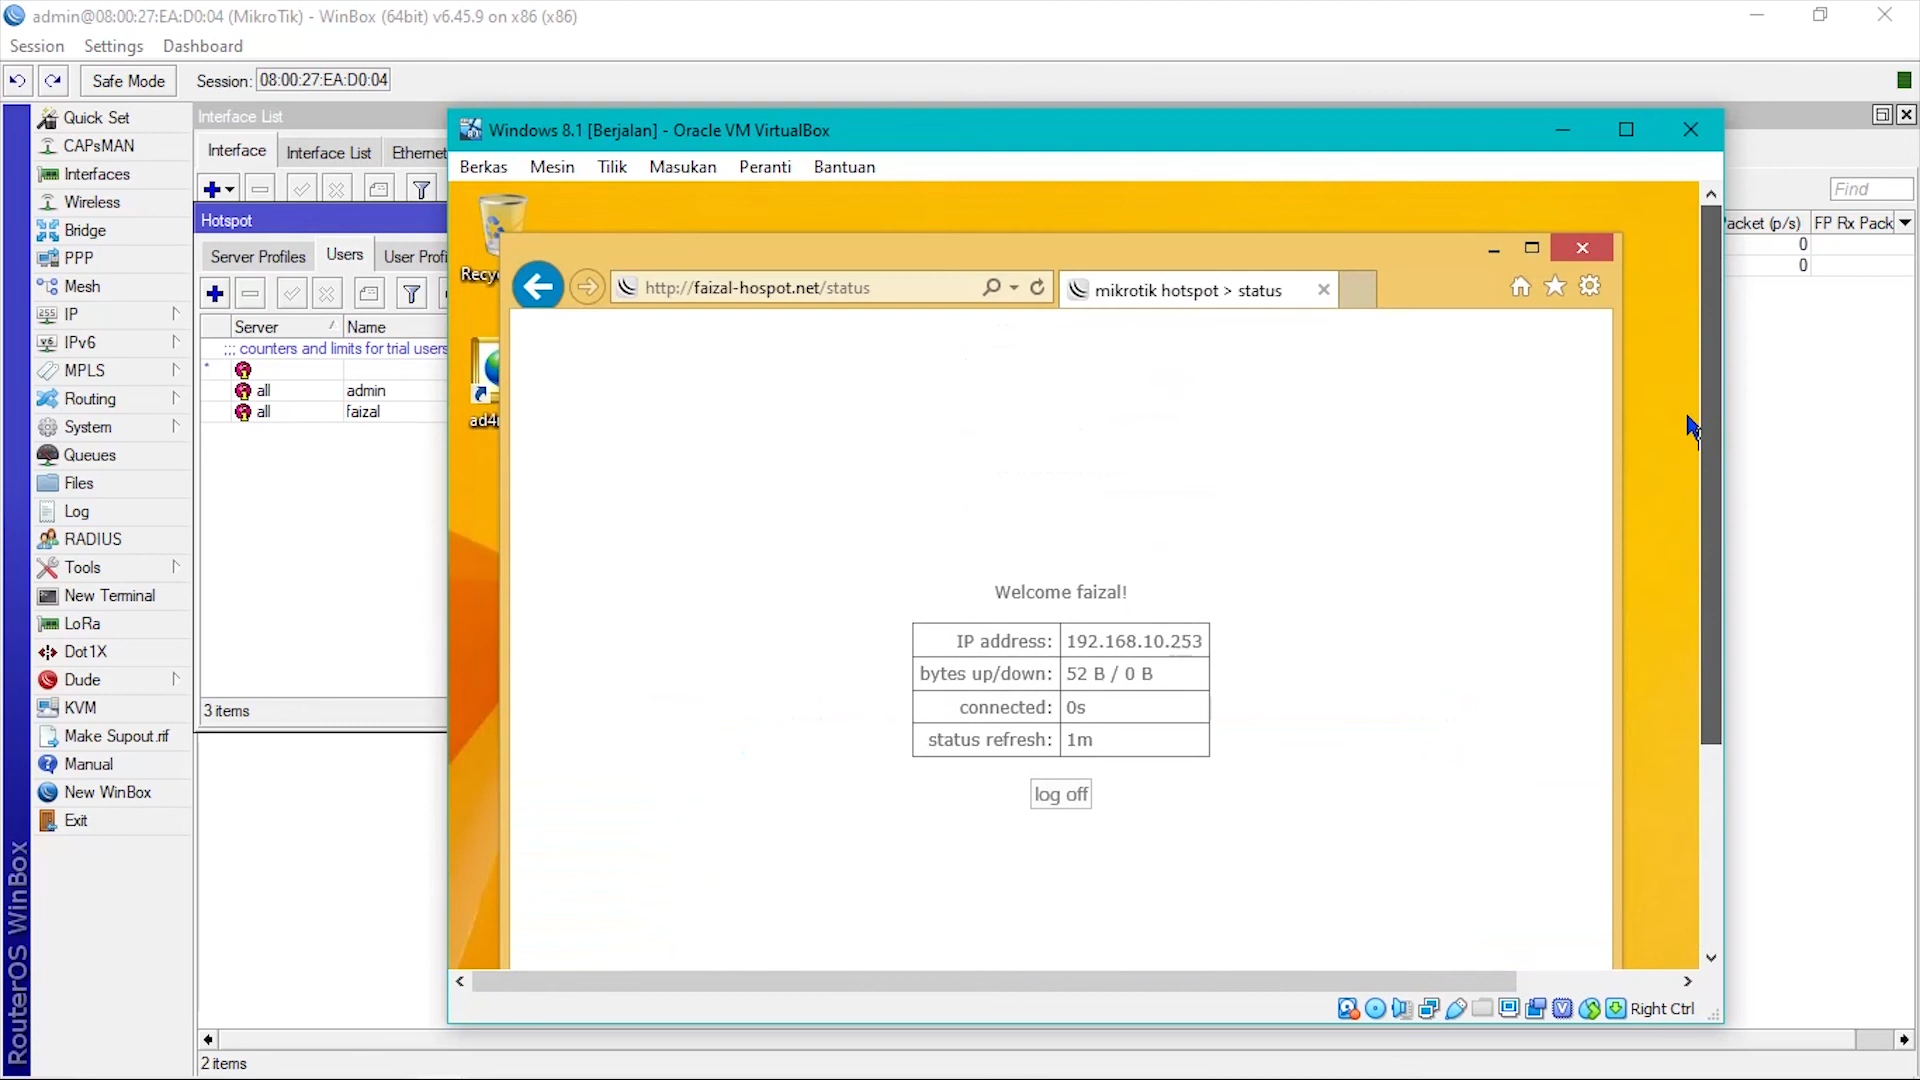 admin@08:00:27:EA:D0:04 (MikroTik) - WinBox (64bit) v6.45.9 on x86 (x86)
Session Settings Dashboard
Safe Mode Session: 08:00:27:EA:D0:04
Quick Set
CAPsMAN
Interfaces
Wireless
Bridge
PPP
Mesh
IP
IPv6
MPLS
Routing
System
Queues
Files
Log
RADIUS
Tools
New Terminal
LoRa
Dot1X
Dude
KVM
Make Supout.rif
Manual
New WinBox
Exit
RouterOS WinBox
Interface List
Interface Interface List Ethernet
Find
Packet (p/s) FP Rx Pack
0
0
Hotspot
Server Profiles Users User Profi
Server Name
;;; counters and limits for trial users
all admin
all faizal
3 items
2 items
Windows 8.1 [Berjalan] - Oracle VM VirtualBox
Berkas Mesin Tilik Masukan Peranti Bantuan
Recy
ad4
http://faizal-hospot.net/status
mikrotik hotspot > status
Welcome faizal!
IP address: 192.168.10.253
bytes up/down: 52 B / 0 B
connected: 0s
status refresh: 1m
log off
Right Ctrl